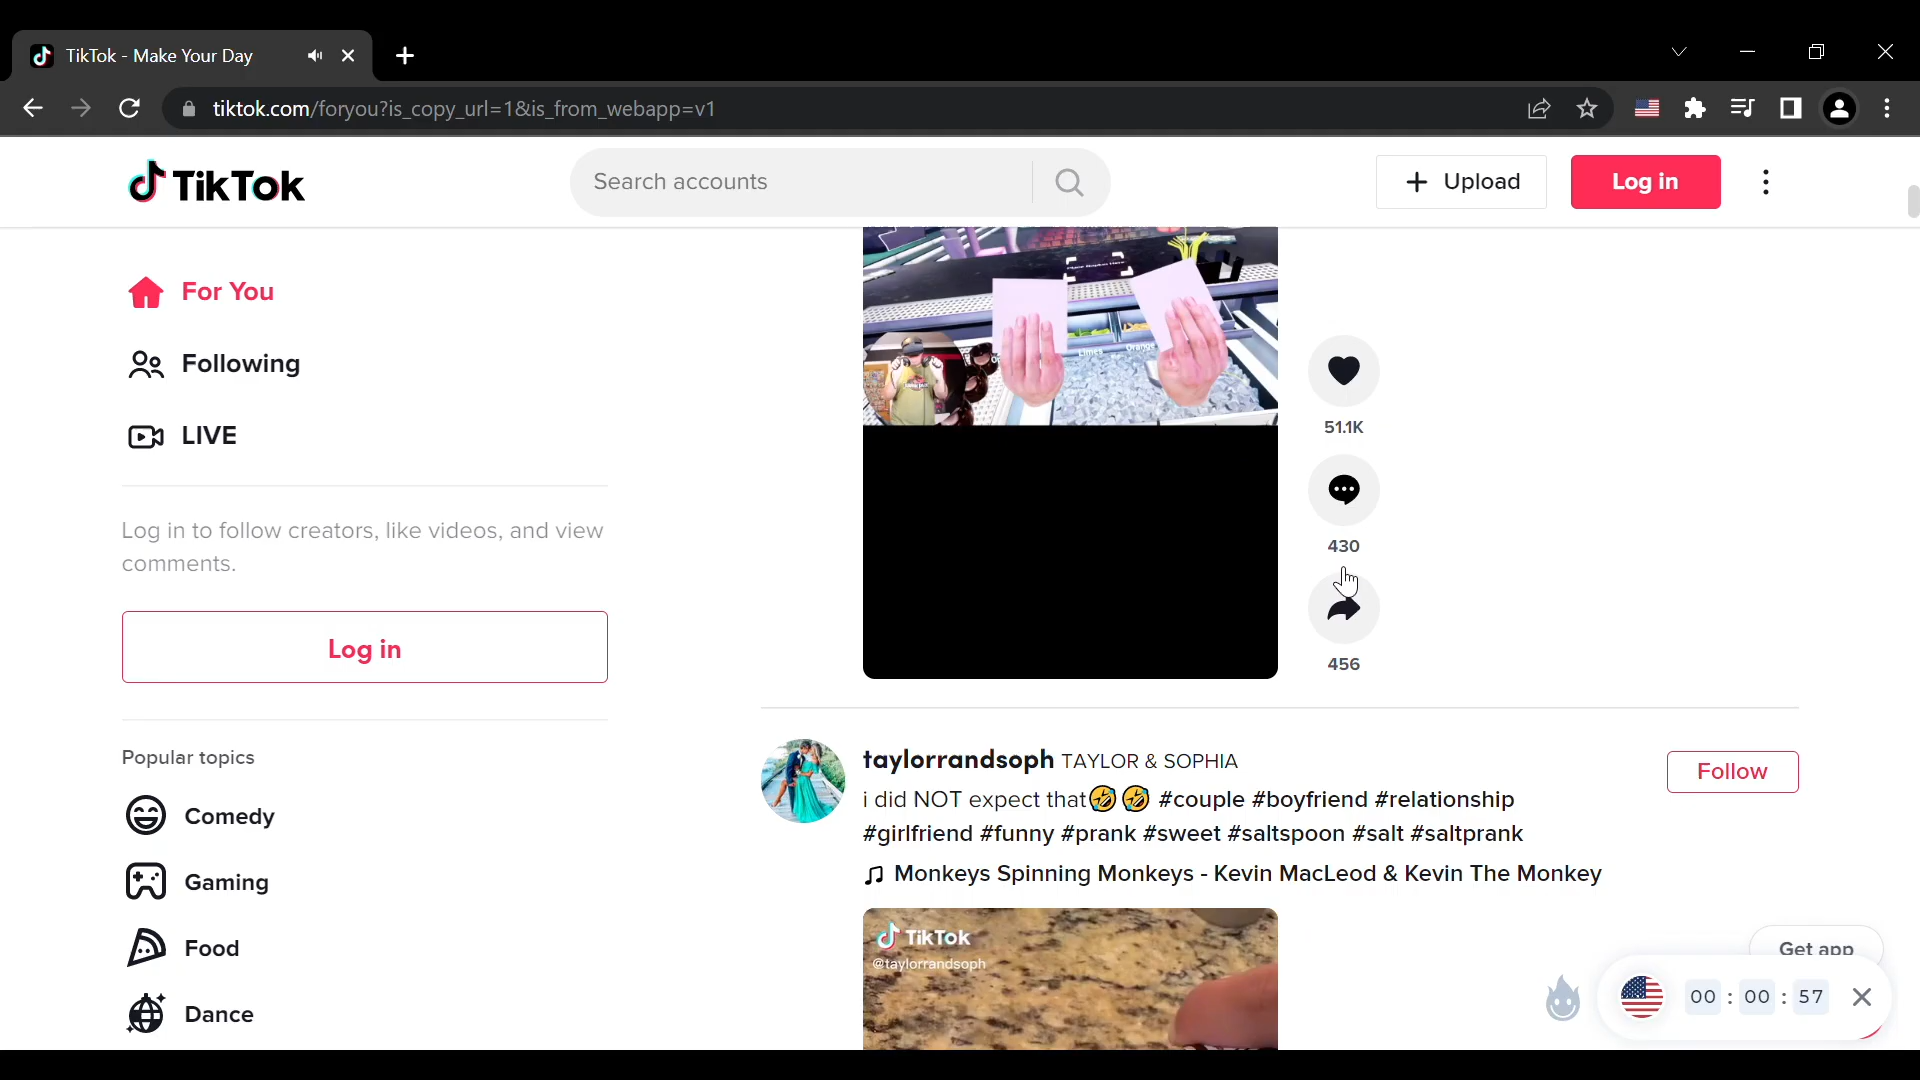 TikTok - Make Your Day
tiktok.com/foryou?is_copy_url=1&is_from_webapp=v1
TikTok
Search accounts
Upload
Log in
For You
Following
LIVE
Log in to follow creators, like videos, and view
comments.
Log in
Popular topics
Comedy
Gaming
Food
Dance
Limes
Orange
51.1K
430
456
taylorrandsoph TAYLOR & SOPHIA
Follow
i did NOT expect that🤣🤣 #couple #boyfriend #relationship
#girlfriend #funny #prank #sweet #saltspoon #salt #saltprank
Monkeys Spinning Monkeys - Kevin MacLeod & Kevin The Monkey
TikTok
@taylorrandsoph
Get app
00 : 00 : 57